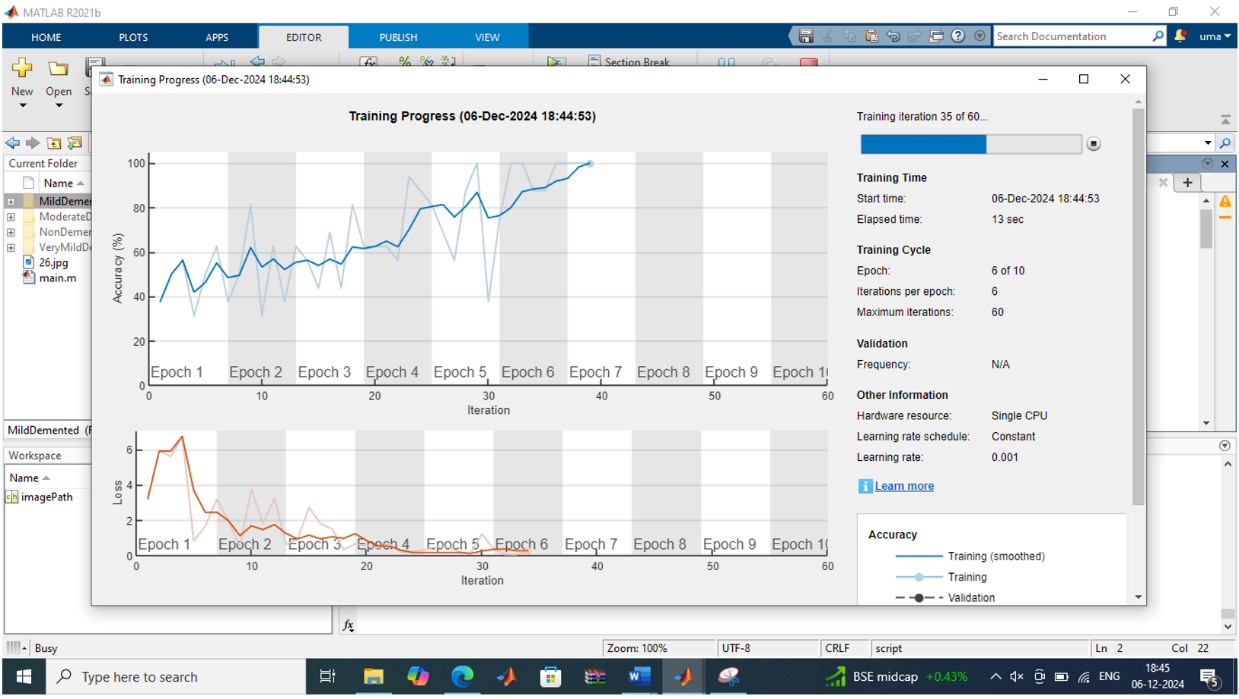 MATLAB R2021b
HOME PLOTS APPS EDITOR PUBLISH VIEW
Search Documentation uma
New Open
Section Break
Training Progress (06-Dec-2024 18:44:53)
Current Folder
Name
MildDemen
ModerateD
NonDemer
VeryMildDe
26.jpg
main.m
MildDemented (F
Workspace
Name
imagePath
Training Progress (06-Dec-2024 18:44:53)
Accuracy (%)
100
80
60
40
20
0
Epoch 1 Epoch 2 Epoch 3 Epoch 4 Epoch 5 Epoch 6 Epoch 7 Epoch 8 Epoch 9 Epoch 10
0 10 20 30 40 50 60
Iteration
Loss
6
4
2
0
Epoch 1 Epoch 2 Epoch 3 Epoch 4 Epoch 5 Epoch 6 Epoch 7 Epoch 8 Epoch 9 Epoch 10
0 10 20 30 40 50 60
Iteration
Training iteration 35 of 60...
Training Time
Start time: 06-Dec-2024 18:44:53
Elapsed time: 13 sec
Training Cycle
Epoch: 6 of 10
Iterations per epoch: 6
Maximum iterations: 60
Validation
Frequency: N/A
Other Information
Hardware resource: Single CPU
Learning rate schedule: Constant
Learning rate: 0.001
Learn more
Accuracy
Training (smoothed)
Training
Validation
fx
Busy Zoom: 100% UTF-8 CRLF script Ln 2 Col 22
Type here to search
BSE midcap +0.43% ENG 18:45
06-12-2024
5